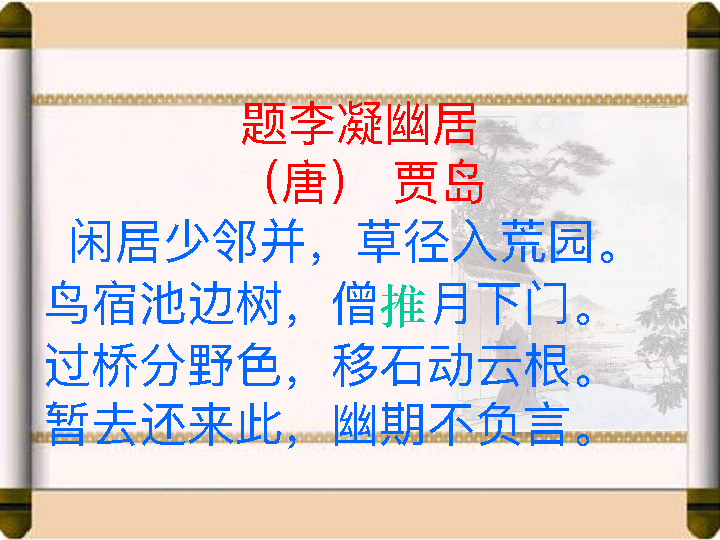 题李凝幽居
（唐） 贾岛
闲居少邻并，草径入荒园。
鸟宿池边树，僧推月下门。
过桥分野色，移石动云根。
暂去还来此，幽期不负言。